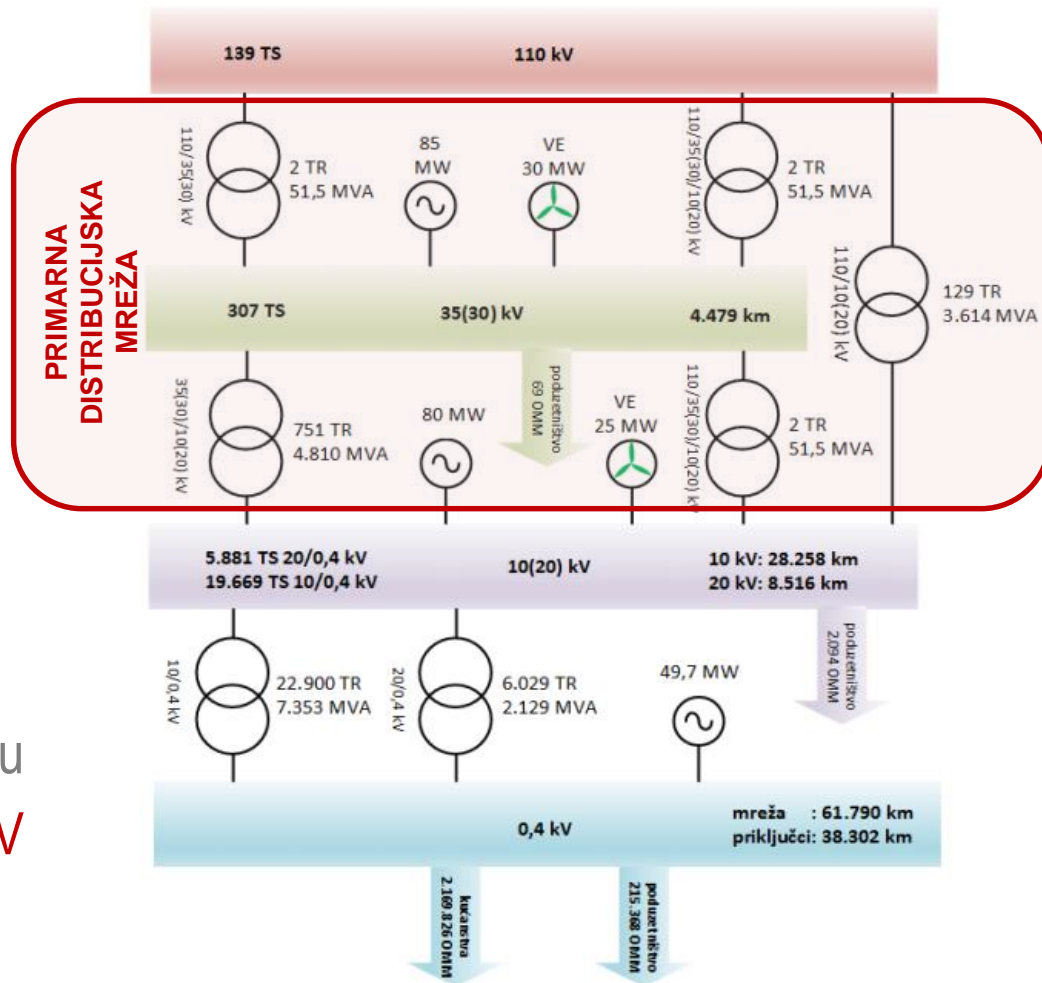 139 TS
110 kV
PRIMARNA
DISTRIBUCIJSKA
MREŽA
110/35(30) kV
2 TR
51,5 MVA
85
MW
VE
30 MW
110/35(30)/10(20) kV
2 TR
51,5 MVA
110/10(20) kV
129 TR
3.614 MVA
307 TS
35(30) kV
4.479 km
35(30)/10(20) kV
751 TR
4.810 MVA
80 MW
poduzetništvo
69 OMM
VE
25 MW
110/35(30)/10(20) kV
2 TR
51,5 MVA
5.881 TS 20/0,4 kV
19.669 TS 10/0,4 kV
10(20) kV
10 kV: 28.258 km
20 kV: 8.516 km
poduzetništvo
2.094 OMM
10/0,4 kV
22.900 TR
7.353 MVA
20/0,4 kV
6.029 TR
2.129 MVA
49,7 MW
u
V
0,4 kV
mreža : 61.790 km
priključci: 38.302 km
kućanstva
2.169.826 OMM
poduzetništvo
215.368 OMM